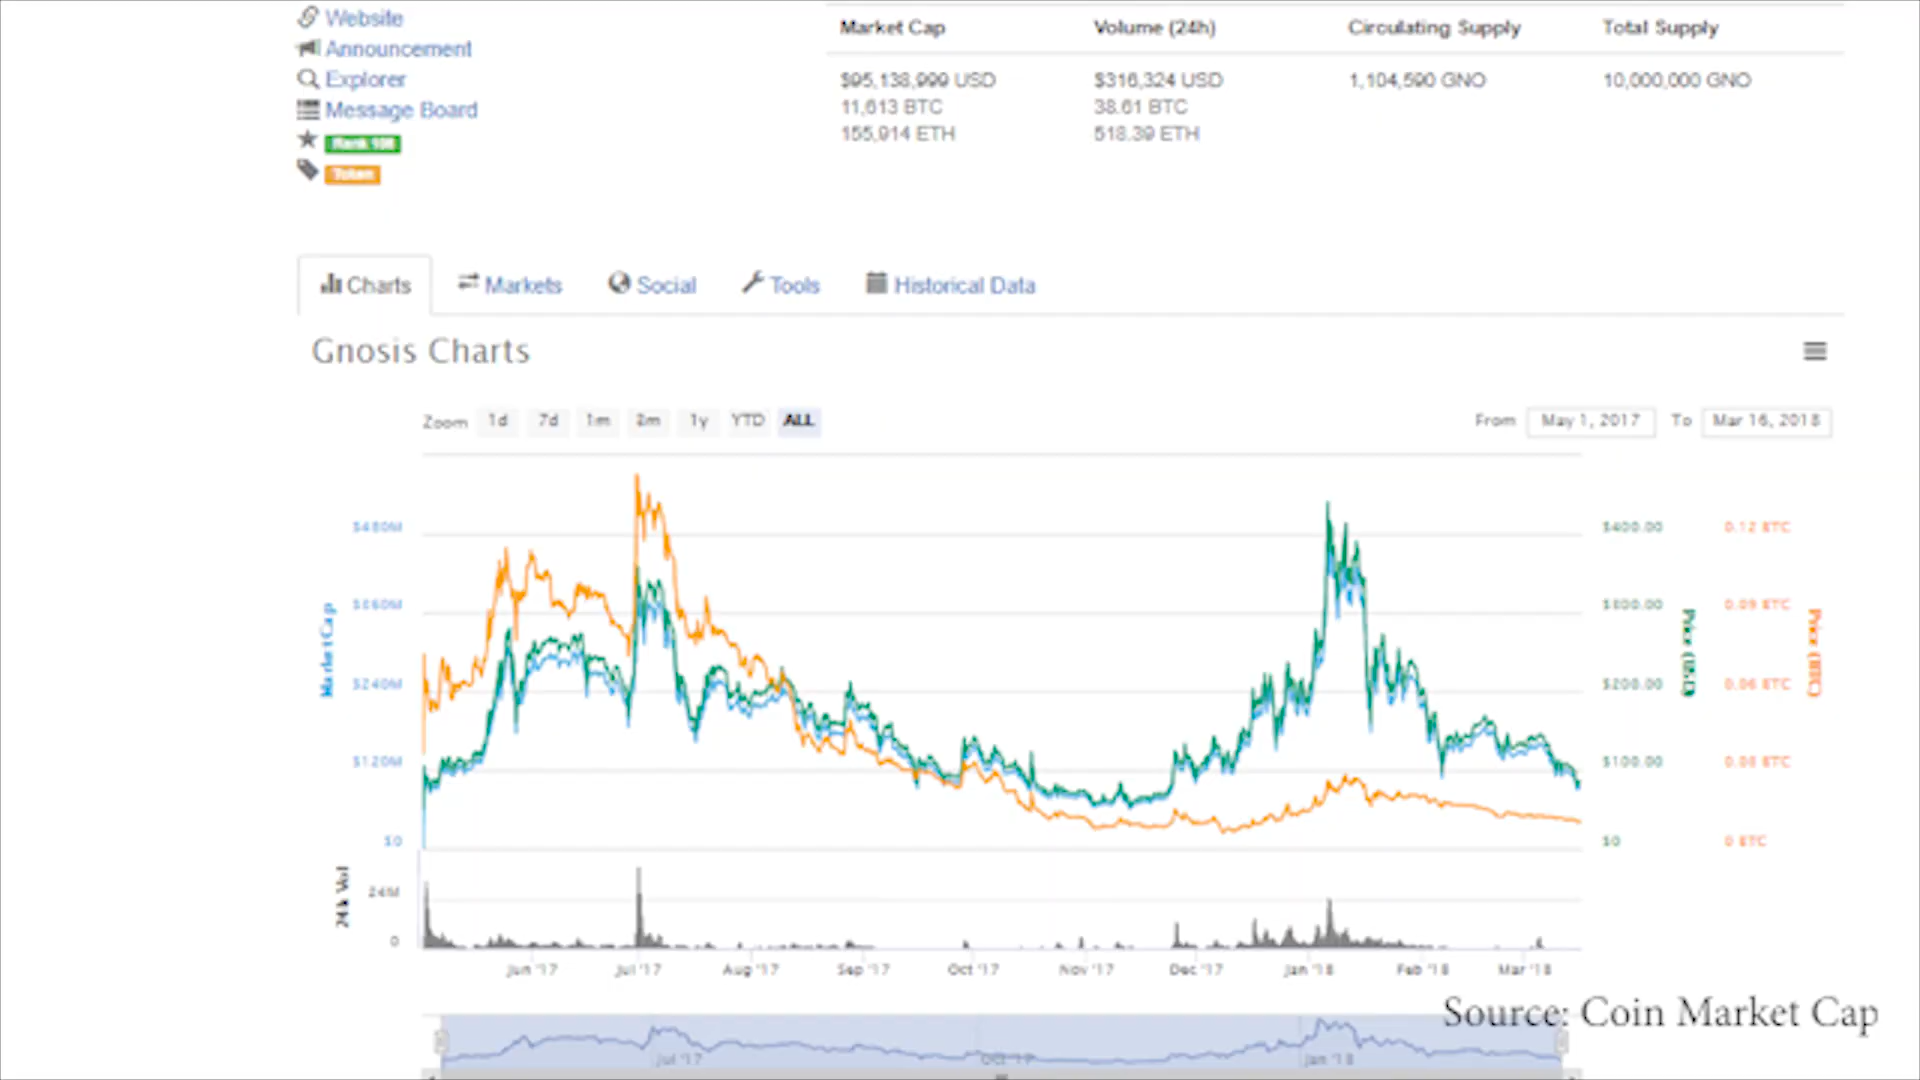 Website
Announcement
Explorer
Message Board
Rank 108
Token
Market Cap Volume (24h) Circulating Supply Total Supply
$95,138,999 USD $316,324 USD 1,104,590 GNO 10,000,000 GNO
11,613 BTC 38.61 BTC
155,914 ETH 518.39 ETH
Charts Markets Social Tools Historical Data
Gnosis Charts
Zoom 1d 7d 1m 3m 1y YTD ALL From May 1, 2017 To Mar 16, 2018
$480M $400.00 0.12 BTC
$360M $300.00 0.09 BTC
$240M $200.00 0.06 BTC
$120M $100.00 0.03 BTC
$0 $0 0 BTC
Market Cap
Price (USD)
Price (BTC)
24h Vol
24M
0
Jun '17 Jul '17 Aug '17 Sep '17 Oct '17 Nov '17 Dec '17 Jan '18 Feb '18 Mar '18
Source: Coin Market Cap
Jul '17 Oct '17 Jan '18